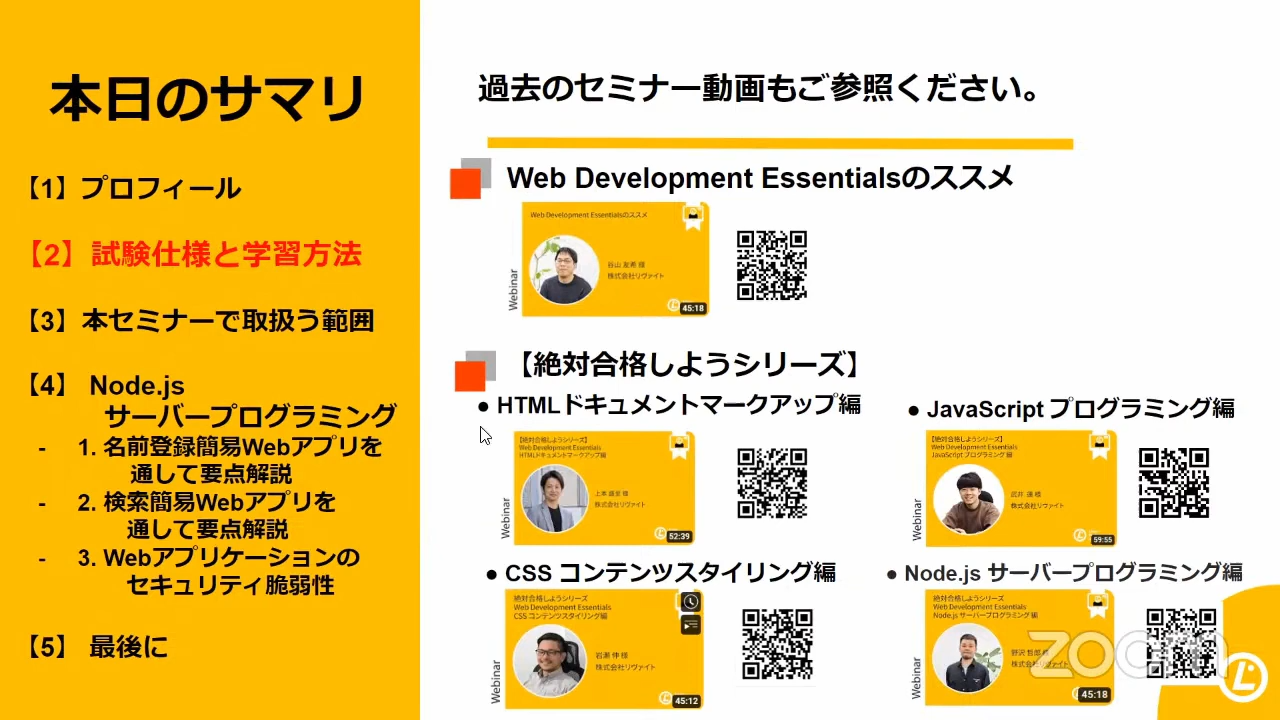 本日のサマリ
【1】プロフィール
【2】試験仕様と学習方法
【3】本セミナーで取扱う範囲
【4】 Node.js
サーバープログラミング
- 1. 名前登録簡易Webアプリを
通して要点解説
- 2. 検索簡易Webアプリを
通して要点解説
- 3. Webアプリケーションの
セキュリティ脆弱性
【5】 最後に
過去のセミナー動画もご参照ください。
Web Development Essentialsのススメ
Web Development Essentialsのススメ
谷山 友希 様
株式会社リヴァイト
Webinar
45:18
【絶対合格しようシリーズ】
● HTMLドキュメントマークアップ編
【絶対合格しようシリーズ】
Web Development Essentials
HTMLドキュメントマークアップ編
株式会社リヴァイト
Webinar
52:39
● JavaScript プログラミング編
【絶対合格しようシリーズ】
Web Development Essentials
JavaScript プログラミング 編
武井 遼 様
株式会社リヴァイト
Webinar
59:55
● CSS コンテンツスタイリング編
絶対合格しようシリーズ
Web Development Essentials
CSS コンテンツスタイリング編
岩瀬 伸 様
株式会社リヴァイト
Webinar
45:12
● Node.js サーバープログラミング編
絶対合格しようシリーズ
Web Development Essentials
Node.js サーバープログラミング 編
野沢 哲郎 様
株式会社リヴァイト
Webinar
45:18
zoom